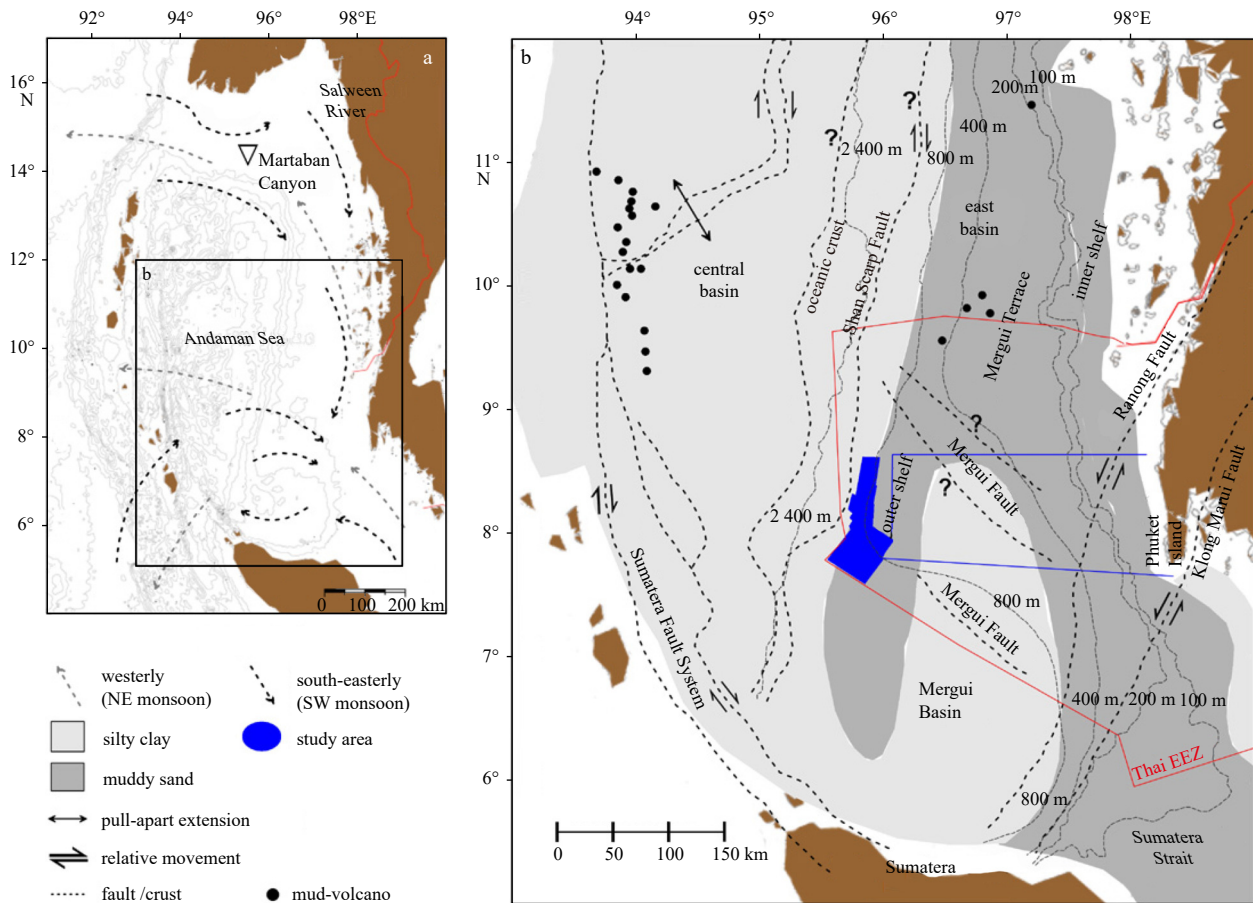 92°
94°
96°
98°E
16°
N
14°
12°
10°
8°
6°
a
Salween
River
Martaban
Canyon
b
Andaman Sea
0 100 200 km
westerly
(NE monsoon)
south-easterly
(SW monsoon)
silty clay
study area
muddy sand
pull-apart extension
relative movement
fault /crust
mud-volcano
94°
95°
96°
97°
98°E
b
11°
N
10°
9°
8°
7°
6°
100 m
200 m
?
?
400 m
2 400 m
800 m
east
basin
central
basin
oceanic crust
Shan Scarp Fault
inner shelf
Mergui Terrace
Ranong Fault
?
Mergui Fault
?
outer shelf
2 400 m
Phuket
Island
Klong Marui Fault
Sumatera Fault System
800 m
Mergui Fault
Mergui
Basin
400 m
200 m
100 m
Thai EEZ
800 m
Sumatera
Strait
0 50 100 150 km
Sumatera